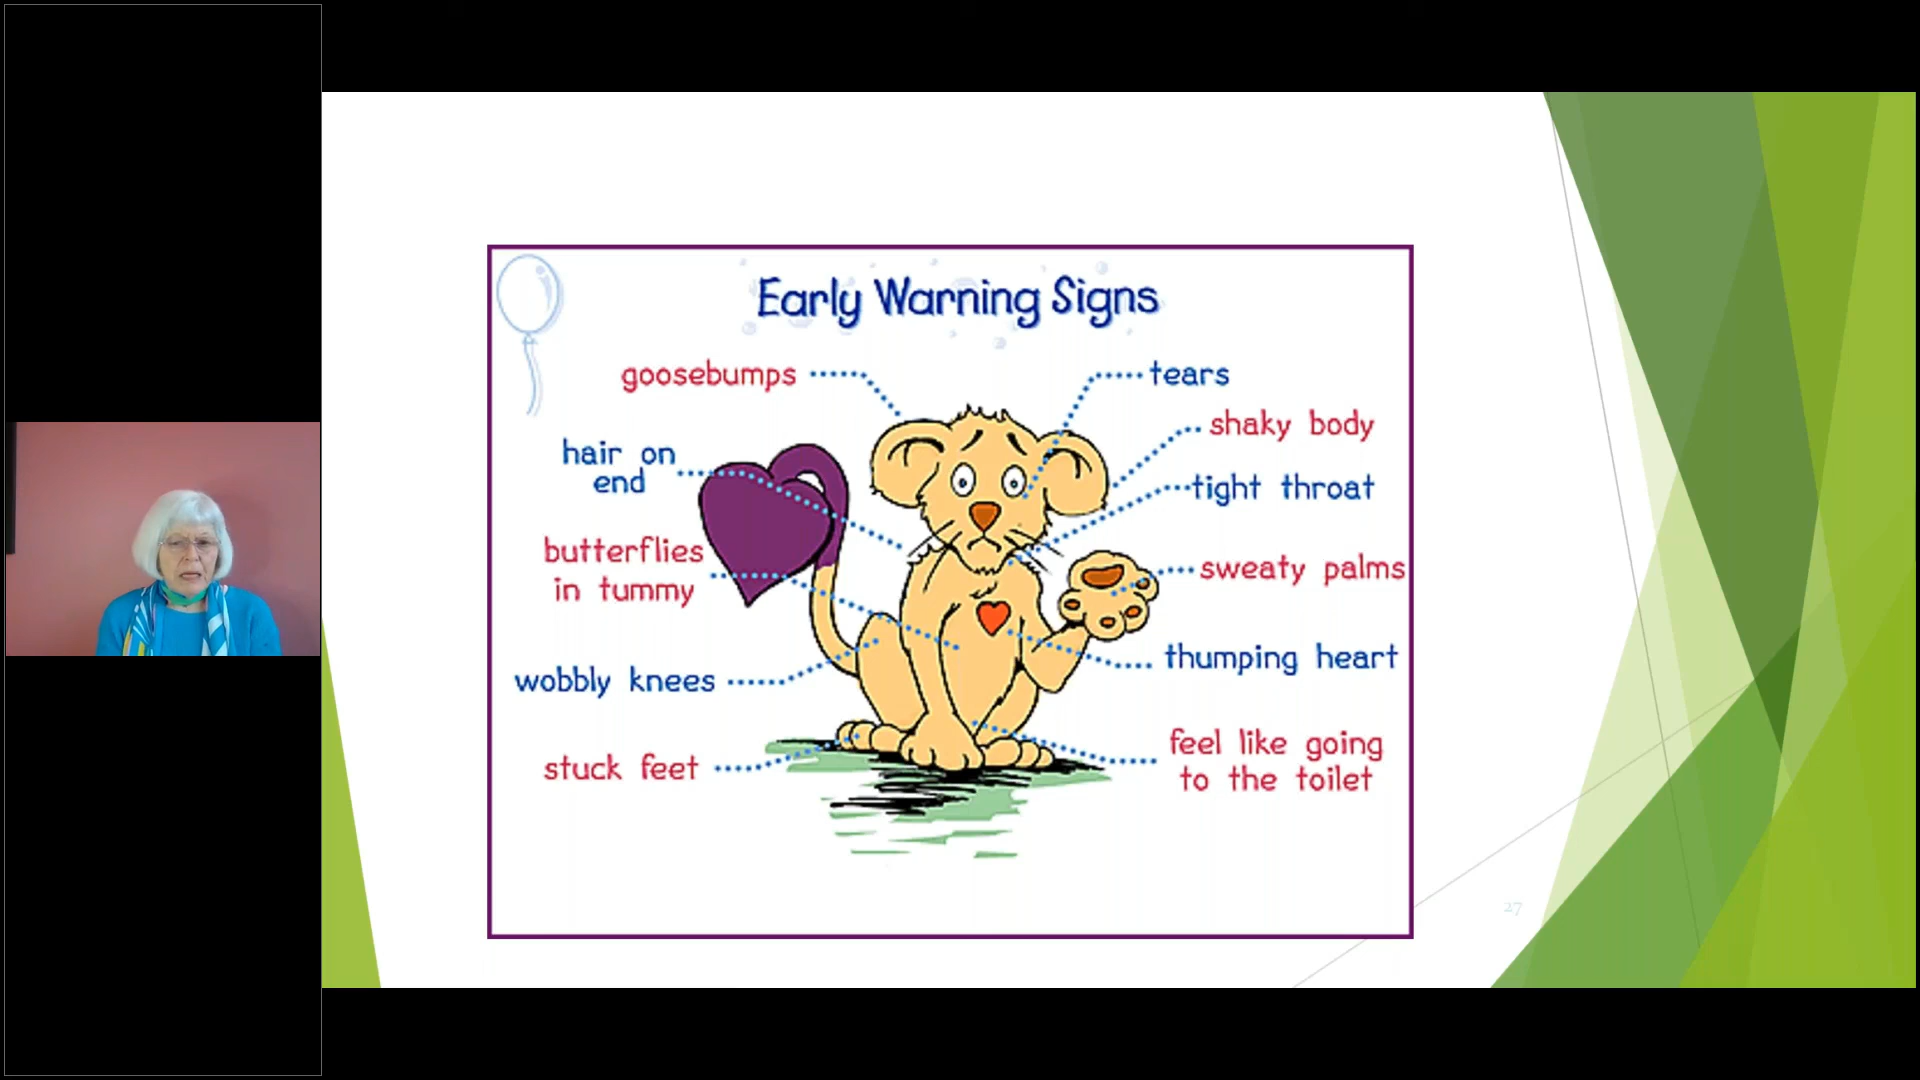 Early Warning Signs
goosebumps
tears
shaky body
hair on
end
tight throat
butterflies
in tummy
sweaty palms
wobbly knees
thumping heart
stuck feet
feel like going
to the toilet
27